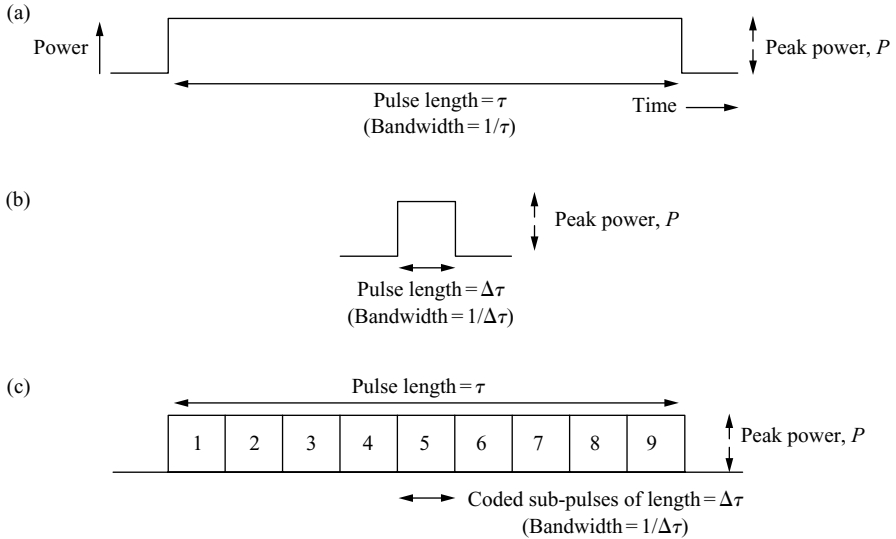 (a)
Power
Peak power, P
Pulse length = τ
(Bandwidth = 1/τ)
Time
(b)
Peak power, P
Pulse length = Δτ
(Bandwidth = 1/Δτ)
(c)
Pulse length = τ
1 2 3 4 5 6 7 8 9
Peak power, P
Coded sub-pulses of length = Δτ
(Bandwidth = 1/Δτ)